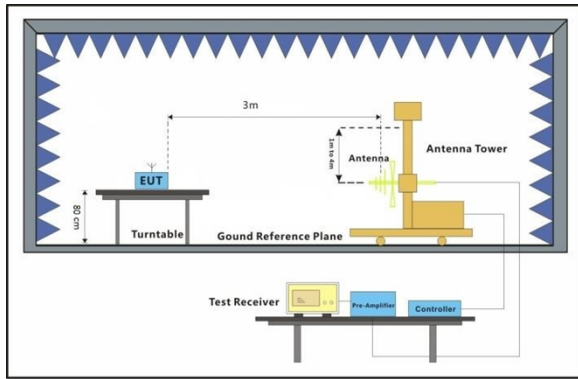 3m
1m to 4m
Antenna
Antenna Tower
EUT
80 cm
Turntable
Gound Reference Plane
Test Receiver
Pre-Amplifier
Controller